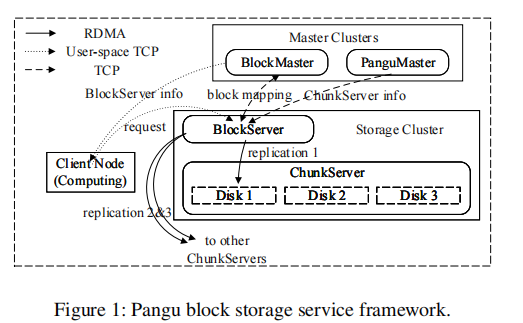 RDMA
User-space TCP
TCP
Master Clusters
BlockMaster
PanguMaster
BlockServer info
block mapping
ChunkServer info
request
BlockServer
Storage Cluster
replication 1
Client Node
(Computing)
ChunkServer
Disk 1
Disk 2
Disk 3
replication 2&3
to other
ChunkServers
Figure 1: Pangu block storage service framework.